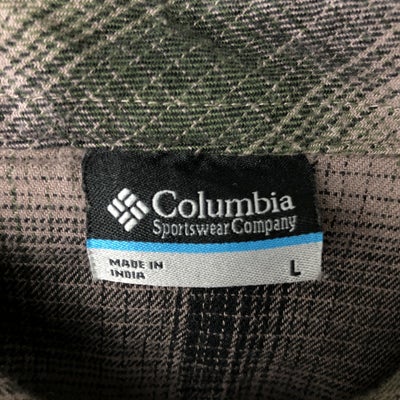 Columbia
Sportswear Company
MADE IN
INDIA
L